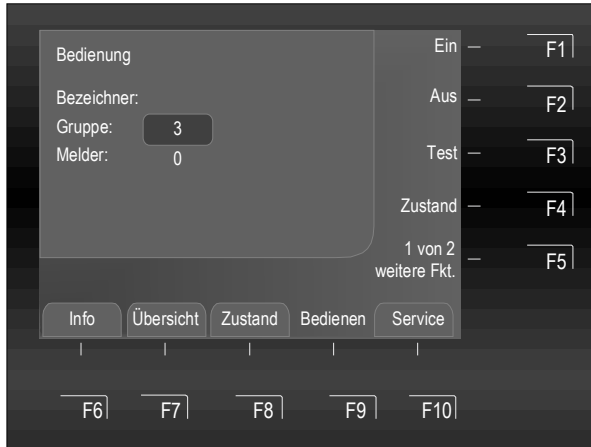 Bedienung
Bezeichner:
Gruppe: 3
Melder: 0
Ein F1
Aus F2
Test F3
Zustand F4
1 von 2
weitere Fkt. F5
Info Übersicht Zustand Bedienen Service
F6 F7 F8 F9 F10